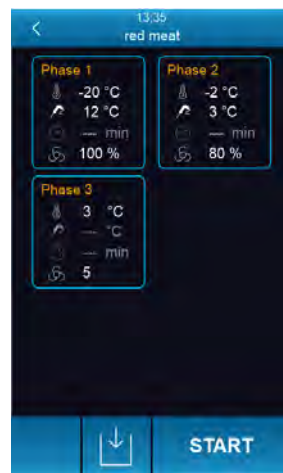 13:35
red meat
Phase 1
-20 °C
12 °C
--- min
100 %
Phase 2
-2 °C
3 °C
--- min
80 %
Phase 3
3 °C
--- °C
--- min
5
START